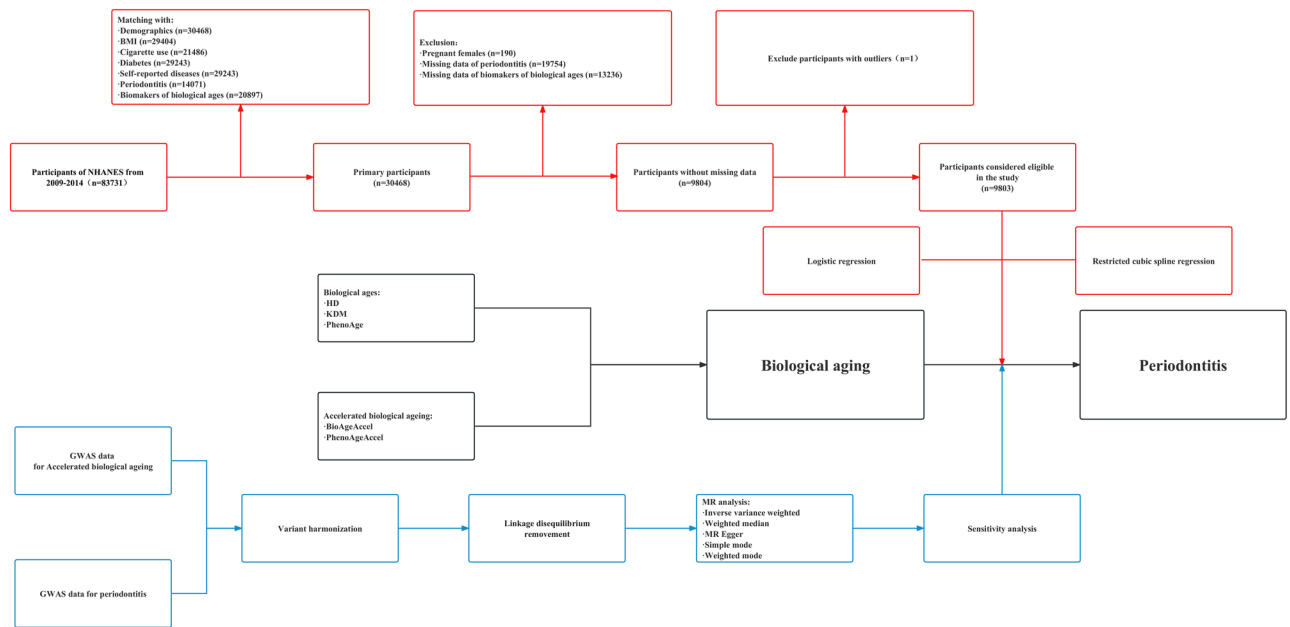 Matching with:
·Demographics (n=30468)
·BMI (n=29404)
·Cigarette use (n=21486)
·Diabetes (n=29243)
·Self-reported diseases (n=29243)
·Periodontitis (n=14071)
·Biomakers of biological ages (n=20897)
Exclusion:
·Pregnant females (n=190)
·Missing data of periodontitis (n=19754)
·Missing data of biomakers of biological ages (n=13236)
Exclude participants with outliers（n=1）
Participants of NHANES from
2009-2014（n=83731）
Primary participants
(n=30468)
Participants without missing data
(n=9804)
Participants considered eligible
in the study
(n=9803)
Logistic regression
Restricted cubic spline regression
Biological ages:
·HD
·KDM
·PhenoAge
Biological aging
Periodontitis
Accelerated biological ageing:
·BioAgeAccel
·PhenoAgeAccel
GWAS data
for Accelerated biological ageing
Variant harmonization
Linkage disequilibrium
removement
MR analysis:
·Inverse variance weighted
·Weighted median
·MR Egger
·Simple mode
·Weighted mode
Sensitivity analysis
GWAS data for periodontitis